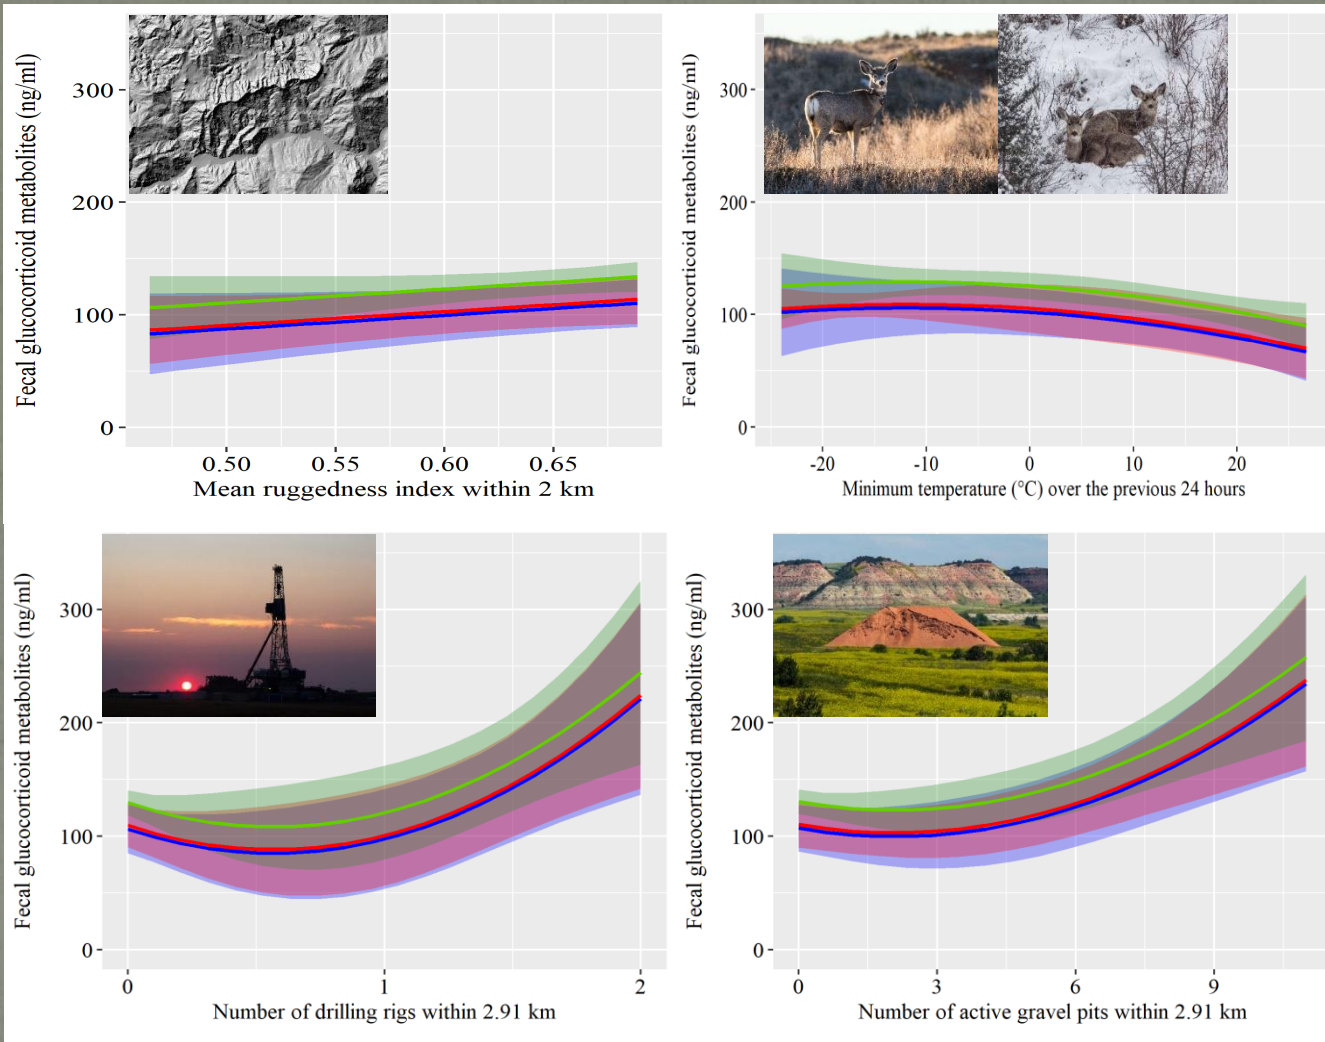 Fecal glucocorticoid metabolites (ng/ml)
300
200
100
0
0.50 0.55 0.60 0.65
Mean ruggedness index within 2 km
Fecal glucocorticoid metabolites (ng/ml)
300
200
100
0
-20 -10 0 10 20
Minimum temperature (°C) over the previous 24 hours
Fecal glucocorticoid metabolites (ng/ml)
300
200
100
0
0 1 2
Number of drilling rigs within 2.91 km
Fecal glucocorticoid metabolites (ng/ml)
300
200
100
0
0 3 6 9
Number of active gravel pits within 2.91 km